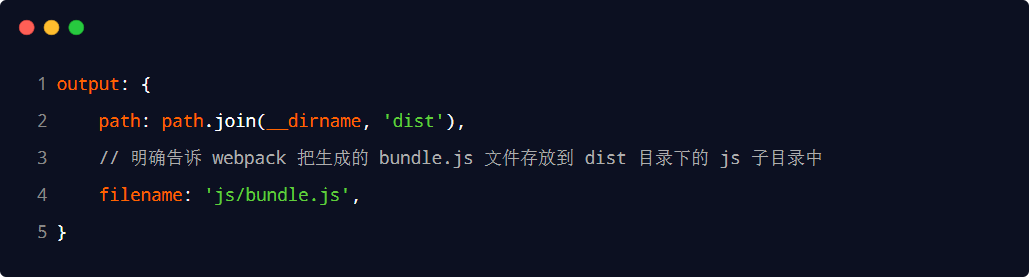 1 output: {
2     path: path.join(__dirname, 'dist'),
3     // 明确告诉 webpack 把生成的 bundle.js 文件存放到 dist 目录下的 js 子目录中
4     filename: 'js/bundle.js',
5 }